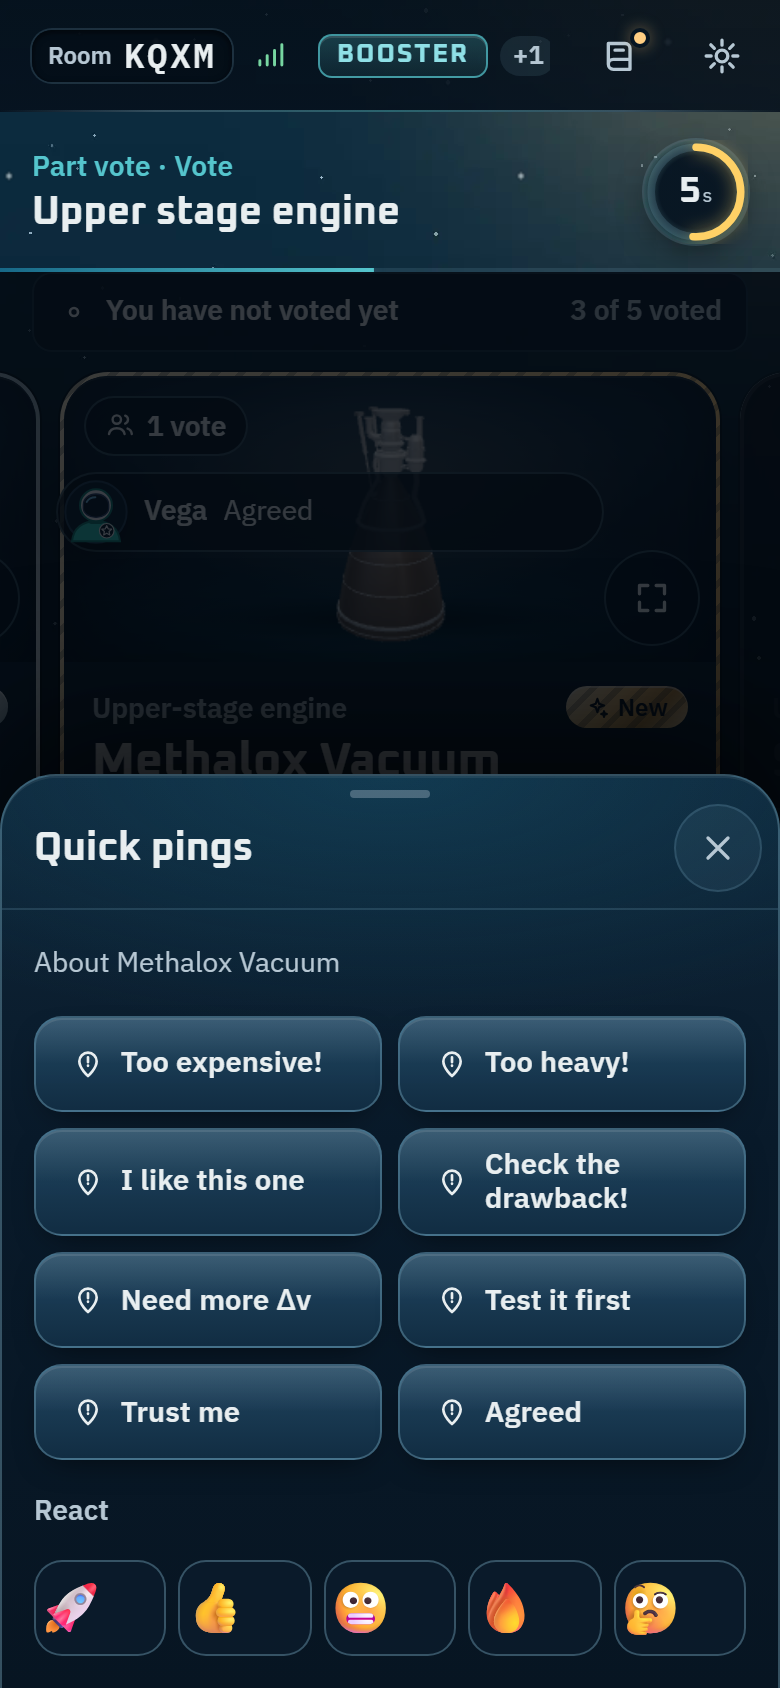 Room KQXM
BOOSTER
+1
Part vote · Vote
Upper stage engine
5s
You have not voted yet
3 of 5 voted
1 vote
Vega Agreed
Upper-stage engine
New
Methalox Vacuum
Quick pings
About Methalox Vacuum
Too expensive!
Too heavy!
I like this one
Check the
drawback!
Need more Δv
Test it first
Trust me
Agreed
React